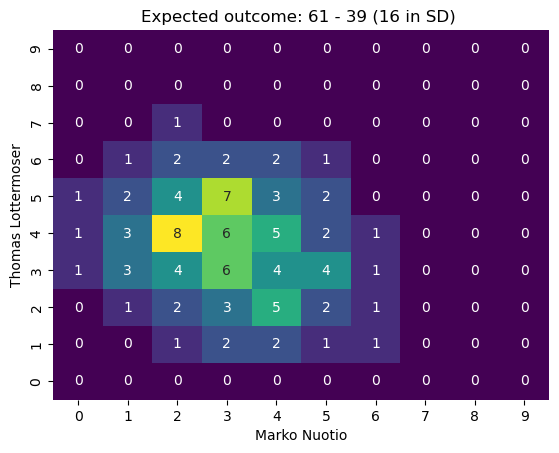 Expected outcome: 61 - 39 (16 in SD)
Thomas Lottermoser
9 0 0 0 0 0 0 0 0 0 0
8 0 0 0 0 0 0 0 0 0 0
7 0 0 1 0 0 0 0 0 0 0
6 0 1 2 2 2 1 0 0 0 0
5 1 2 4 7 3 2 0 0 0 0
4 1 3 8 6 5 2 1 0 0 0
3 1 3 4 6 4 4 1 0 0 0
2 0 1 2 3 5 2 1 0 0 0
1 0 0 1 2 2 1 1 0 0 0
0 0 0 0 0 0 0 0 0 0 0
0 1 2 3 4 5 6 7 8 9
Marko Nuotio